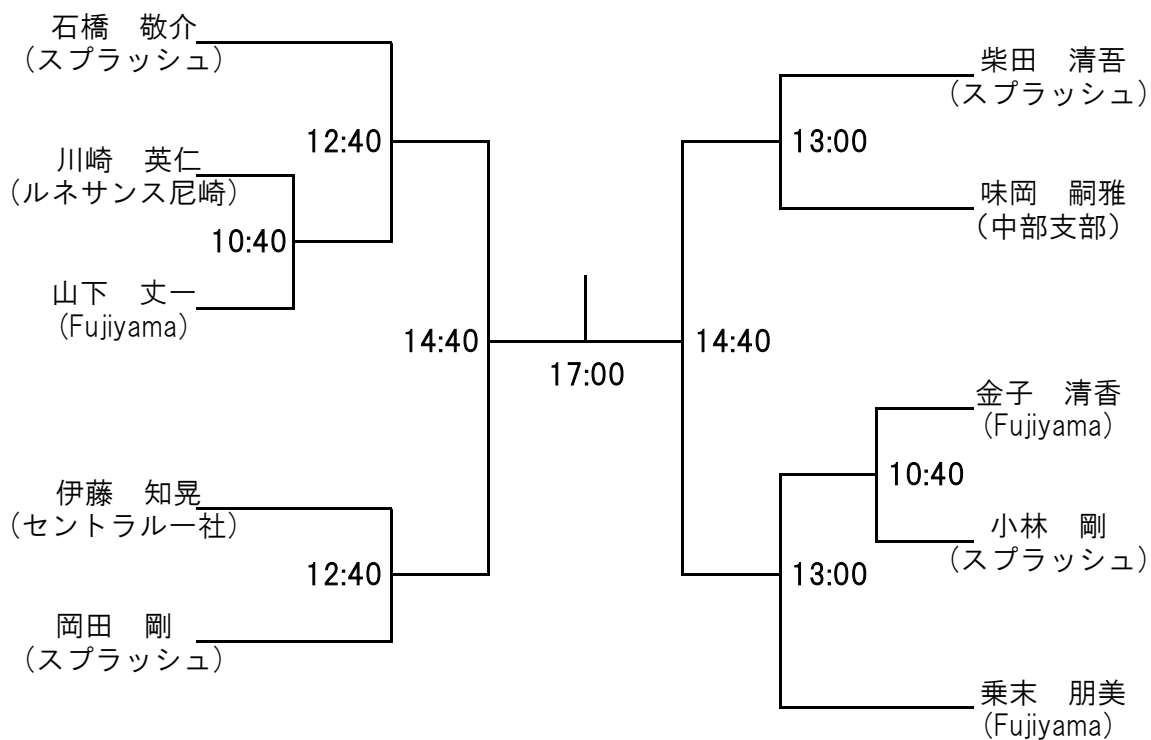 石橋　敬介
（スプラッシュ）
12:40
川崎　英仁
（ルネサンス尼崎）
10:40
山下　丈一
（Fujiyama）
14:40
伊藤　知晃
（セントラル一社）
12:40
岡田　剛
（スプラッシュ）
17:00
柴田　清吾
（スプラッシュ）
13:00
味岡　嗣雅
（中部支部）
14:40
金子　清香
（Fujiyama）
10:40
小林　剛
（スプラッシュ）
13:00
乗末　朋美
（Fujiyama）